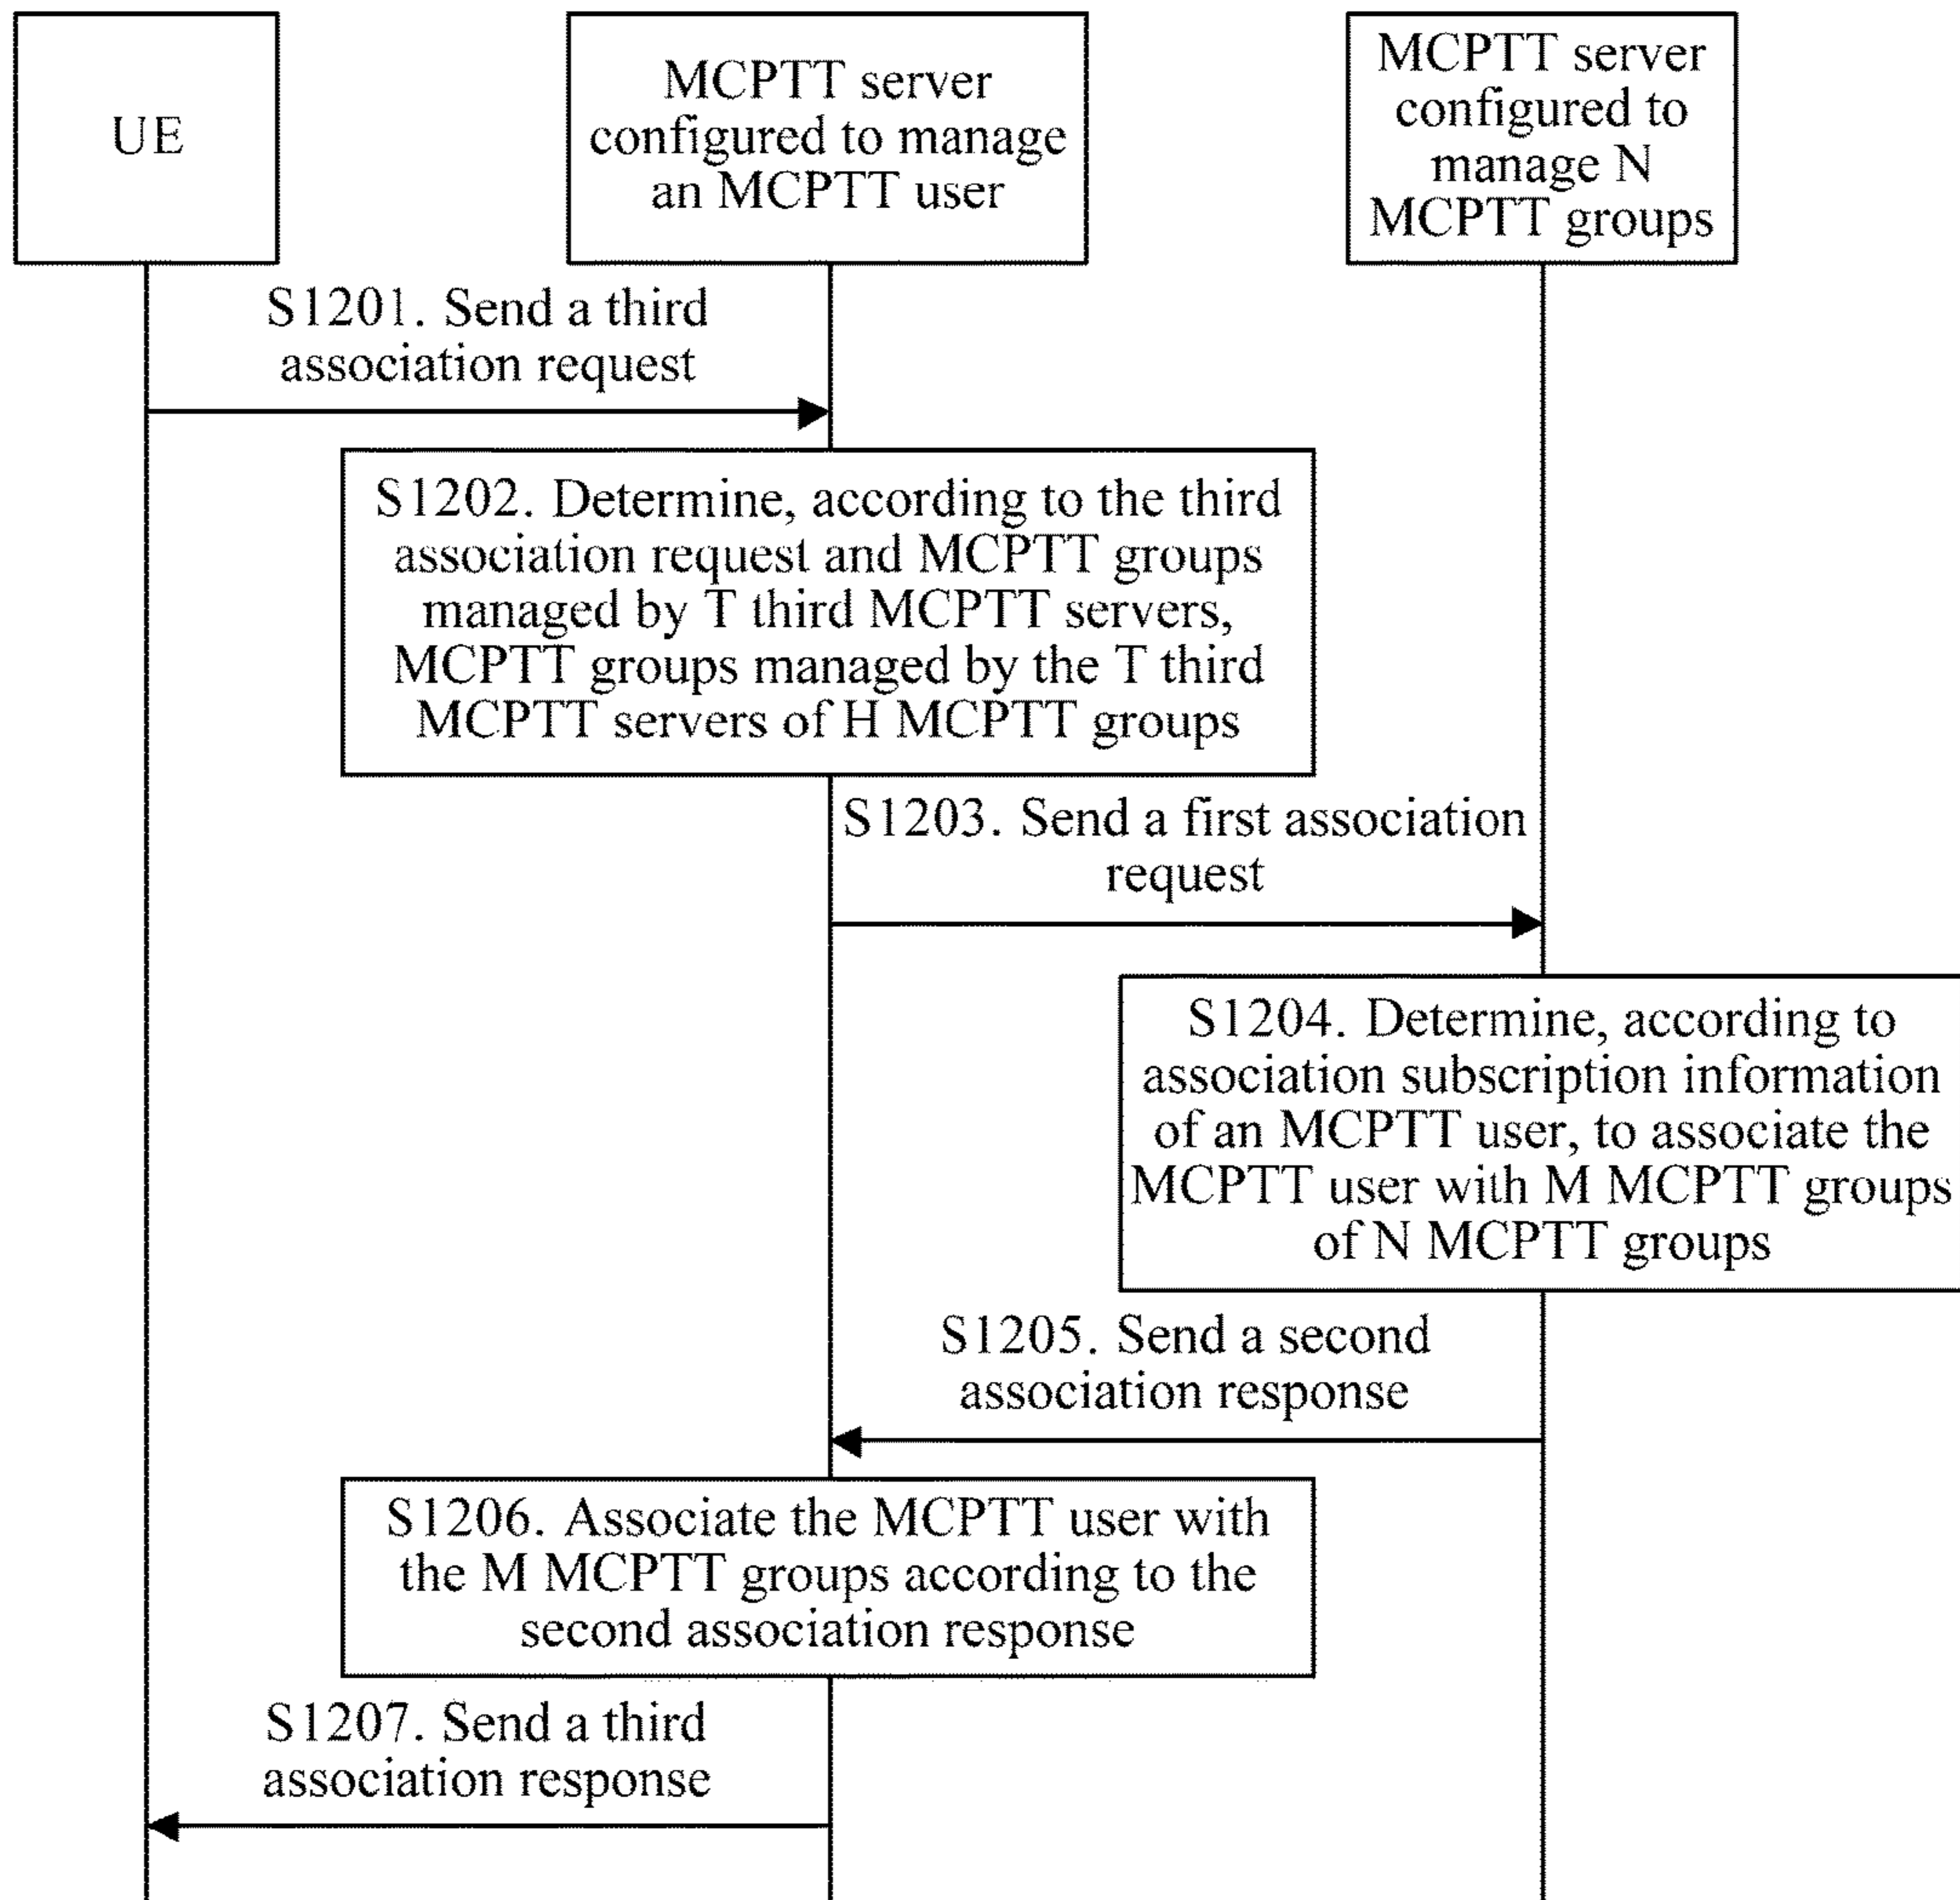 UE
MCPTT server
configured to manage
an MCPTT user
MCPTT server
configured to
manage N
MCPTT groups
S1201. Send a third
association request
S1202. Determine, according to the third
association request and MCPTT groups
managed by T third MCPTT servers,
MCPTT groups managed by the T third
MCPTT servers of H MCPTT groups
S1203. Send a first association
request
S1204. Determine, according to
association subscription information
of an MCPTT user, to associate the
MCPTT user with M MCPTT groups
of N MCPTT groups
S1205. Send a second
association response
S1206. Associate the MCPTT user with
the M MCPTT groups according to the
second association response
S1207. Send a third
association response